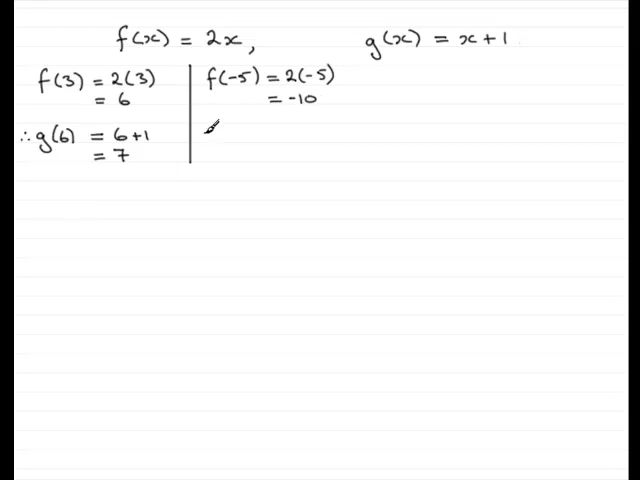 f(x) = 2x, g(x) = x + 1
f(3) = 2(3)
= 6
∴ g(6) = 6 + 1
= 7
f(-5) = 2(-5)
= -10